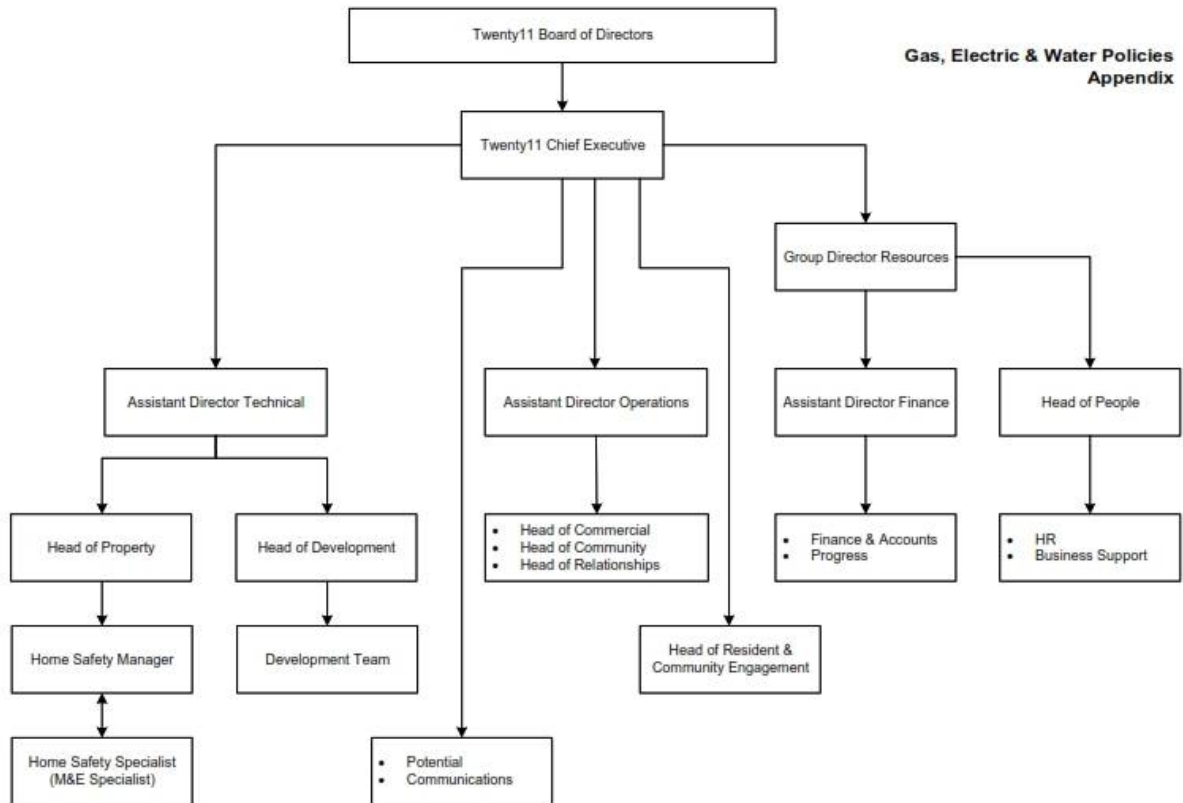 Twenty11 Board of Directors
Gas, Electric & Water Policies
Appendix
Twenty11 Chief Executive
Group Director Resources
Assistant Director Technical
Assistant Director Operations
Assistant Director Finance
Head of People
Head of Property
Head of Development
• Head of Commercial
• Head of Community
• Head of Relationships
• Finance & Accounts
• Progress
• HR
• Business Support
Home Safety Manager
Development Team
Head of Resident &
Community Engagement
Home Safety Specialist
(M&E Specialist)
• Potential
• Communications